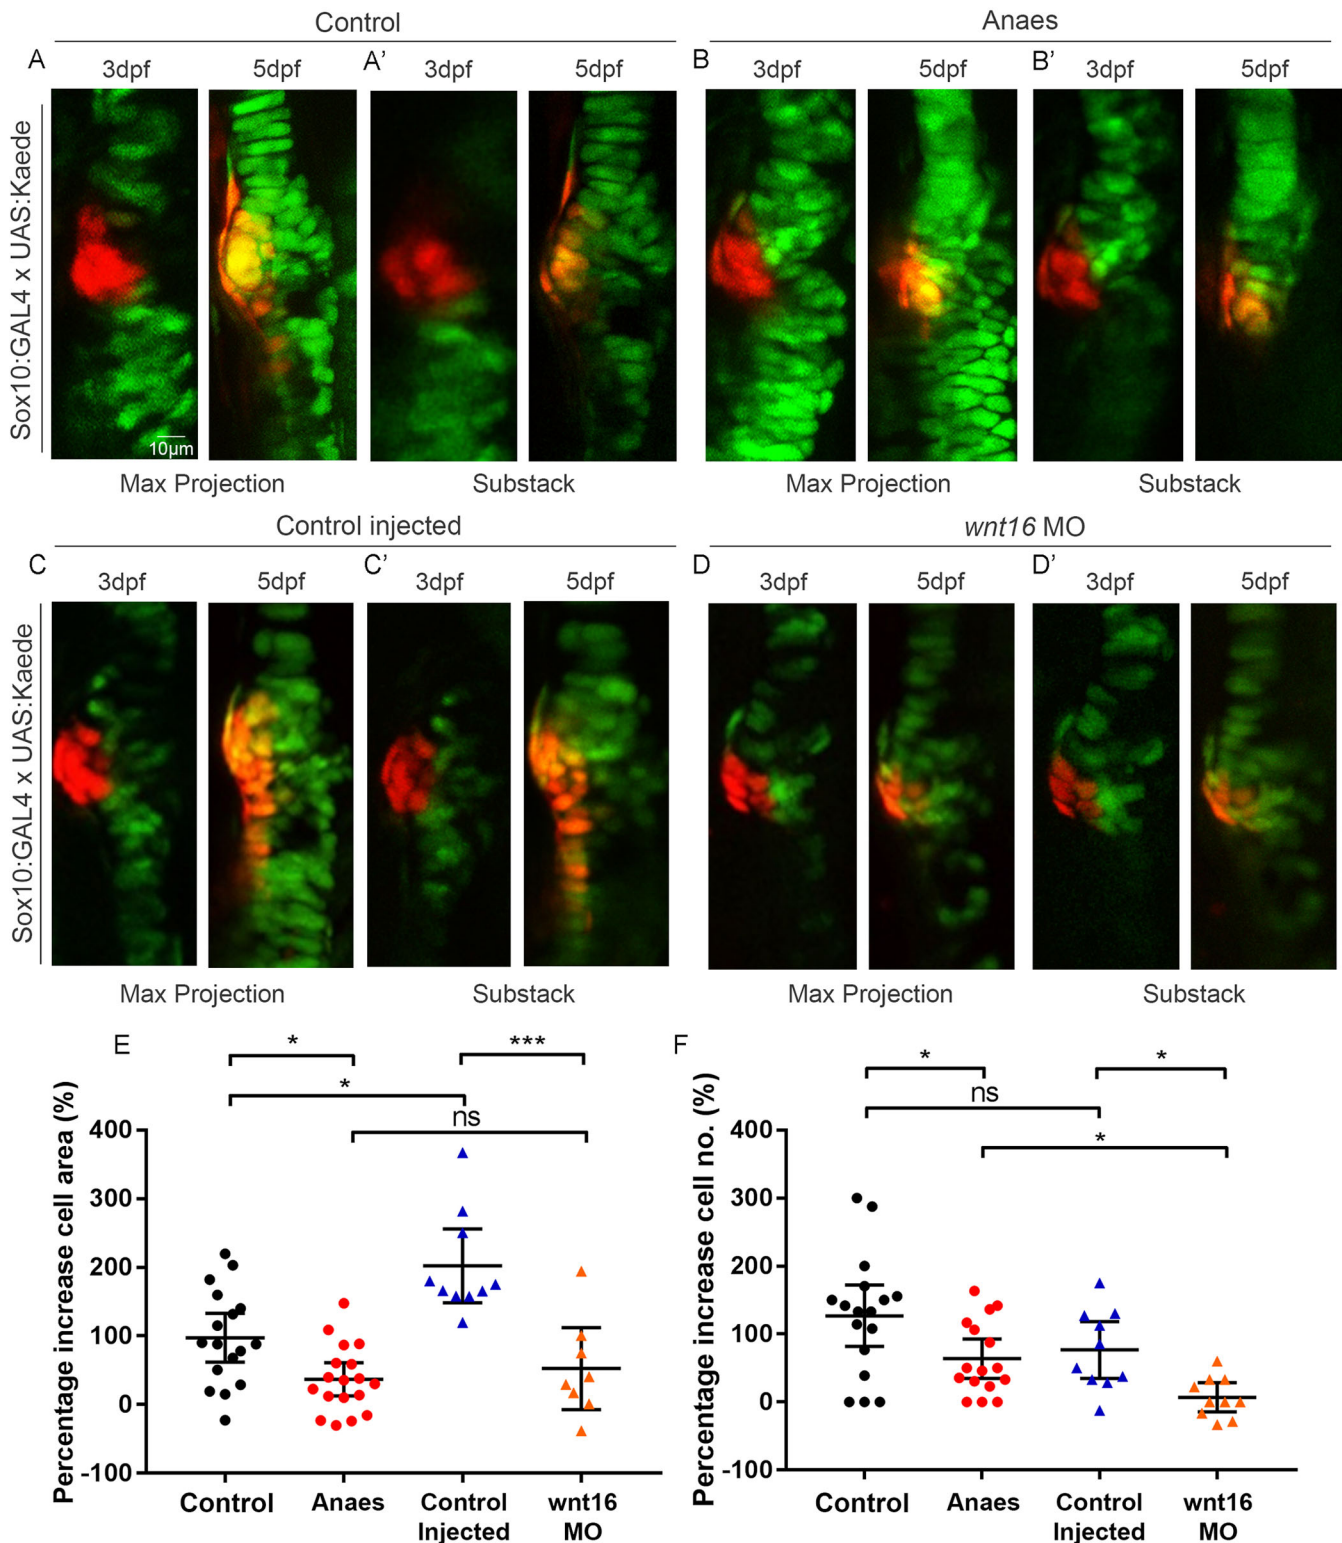 Control
Anaes
A
3dpf
5dpf
A'
3dpf
5dpf
B
3dpf
5dpf
B'
3dpf
5dpf
Sox10:GAL4 x UAS:Kaede
10µm
Max Projection
Substack
Max Projection
Substack
Control injected
wnt16 MO
C
3dpf
5dpf
C'
3dpf
5dpf
D
3dpf
5dpf
D'
3dpf
5dpf
Sox10:GAL4 x UAS:Kaede
Max Projection
Substack
Max Projection
Substack
E
*
***
*
ns
Percentage increase cell area (%)
400
300
200
100
0
-100
Control
Anaes
Control
Injected
wnt16
MO
F
*
*
ns
*
Percentage increase cell no. (%)
400
300
200
100
0
-100
Control
Anaes
Control
Injected
wnt16
MO